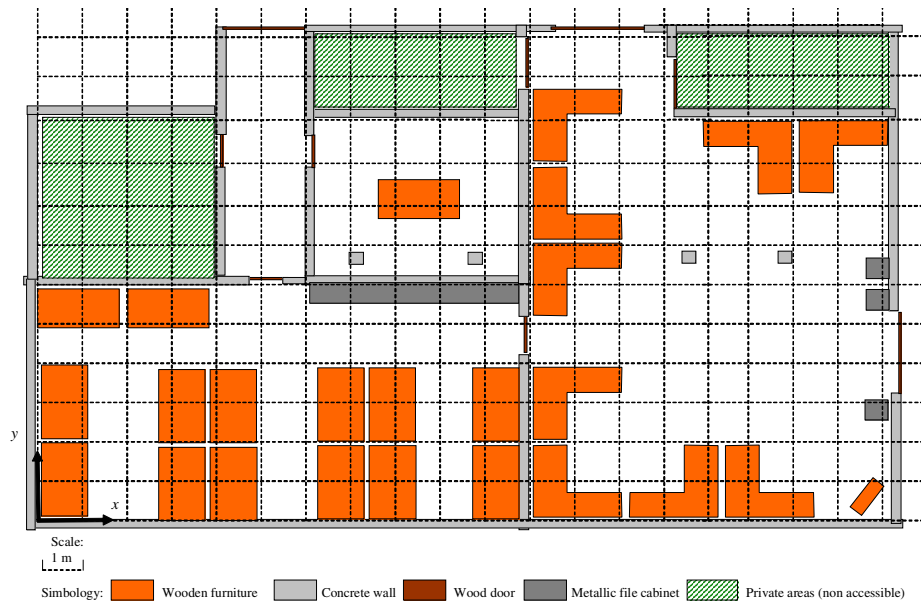 y
x
Scale:
1 m
Simbology: Wooden furniture Concrete wall Wood door Metallic file cabinet Private areas (non accessible)